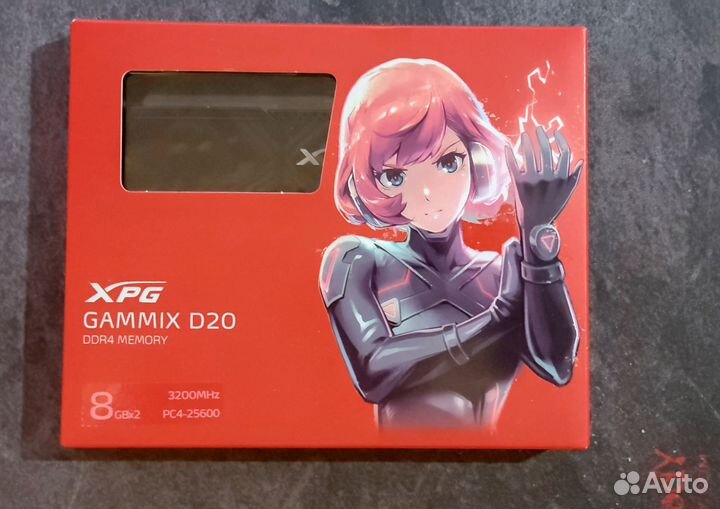 X
XPG
GAMMIX D20
DDR4 MEMORY
8 GBx2
3200MHz
PC4-25600
Avito